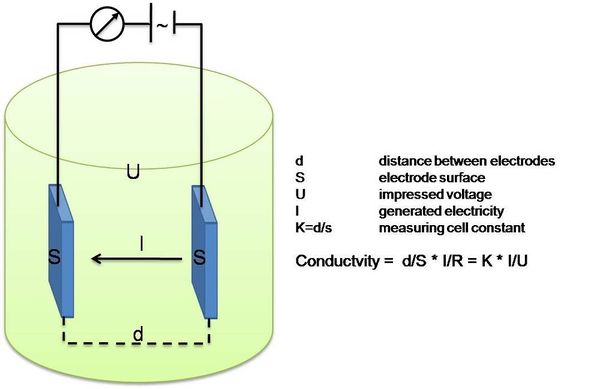 ~
U
S
I
S
d
d distance between electrodes
S electrode surface
U impressed voltage
I generated electricity
K=d/s measuring cell constant
Conductvity = d/S * I/R = K * I/U